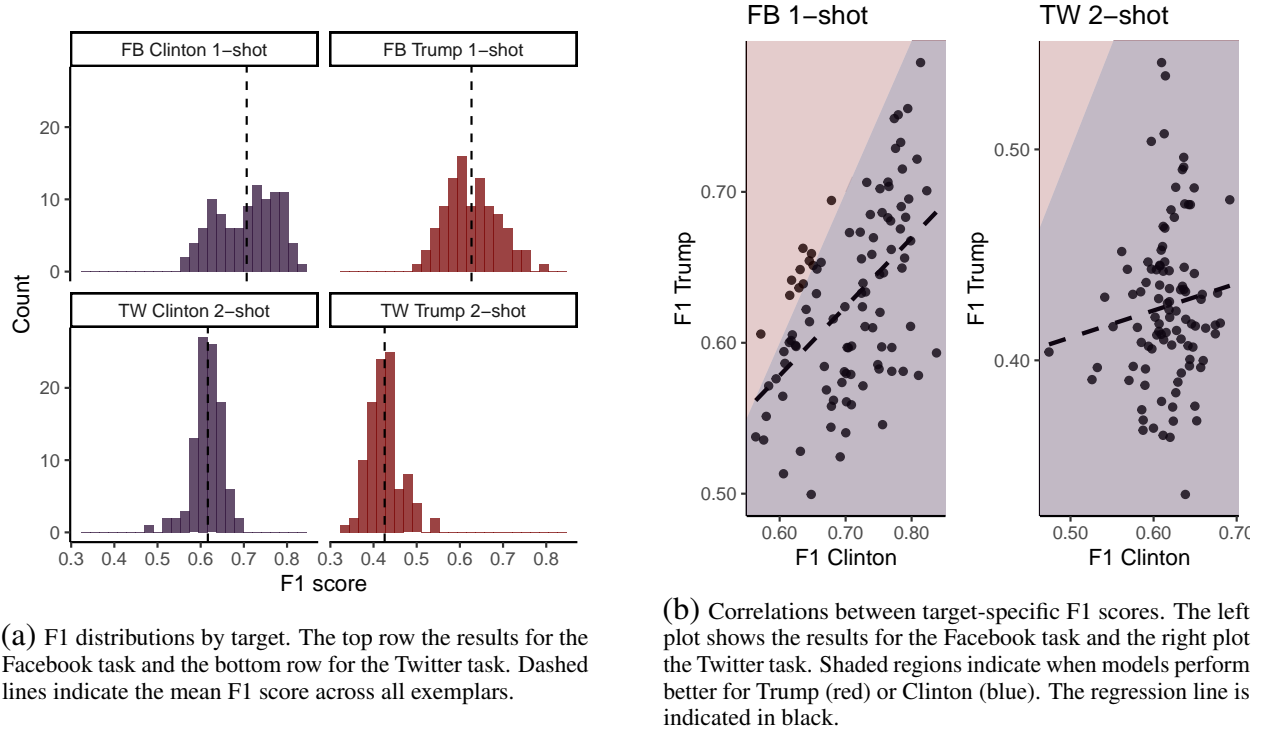 FB Clinton 1−shot
FB Trump 1−shot
20
10
0
TW Clinton 2−shot
TW Trump 2−shot
20
10
0
Count
0.3 0.4 0.5 0.6 0.7 0.8 0.3 0.4 0.5 0.6 0.7 0.8
F1 score
(a) F1 distributions by target. The top row the results for the
Facebook task and the bottom row for the Twitter task. Dashed
lines indicate the mean F1 score across all exemplars.
FB 1−shot
0.70
0.60
0.50
F1 Trump
0.60 0.70 0.80
F1 Clinton
TW 2−shot
0.50
0.40
F1 Trump
0.50 0.60 0.70
F1 Clinton
(b) Correlations between target-specific F1 scores. The left
plot shows the results for the Facebook task and the right plot
the Twitter task. Shaded regions indicate when models perform
better for Trump (red) or Clinton (blue). The regression line is
indicated in black.